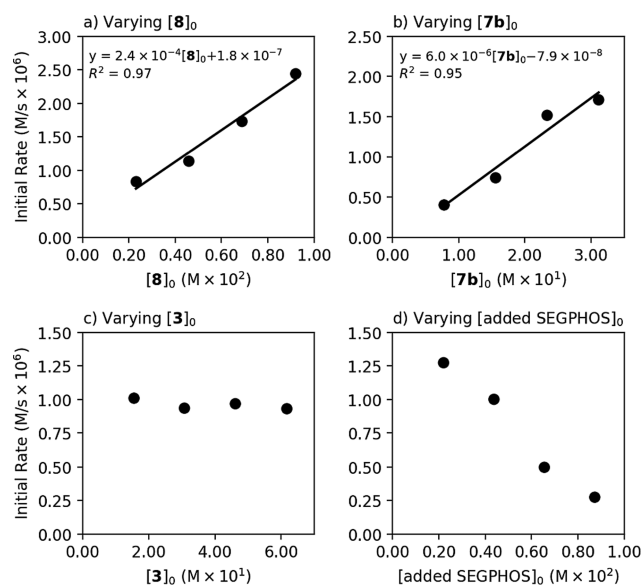 a) Varying [8]₀
y = 2.4 × 10⁻⁴[8]₀+1.8 × 10⁻⁷
R² = 0.97
Initial Rate (M/s × 10⁶)
3.00
2.50
2.00
1.50
1.00
0.50
0.00
0.00 0.20 0.40 0.60 0.80 1.00
[8]₀ (M × 10²)
b) Varying [7b]₀
y = 6.0 × 10⁻⁶[7b]₀−7.9 × 10⁻⁸
R² = 0.95
2.50
2.00
1.50
1.00
0.50
0.00
0.00 1.00 2.00 3.00
[7b]₀ (M × 10¹)
c) Varying [3]₀
Initial Rate (M/s × 10⁶)
1.50
1.25
1.00
0.75
0.50
0.25
0.00
0.00 2.00 4.00 6.00
[3]₀ (M × 10¹)
d) Varying [added SEGPHOS]₀
1.50
1.25
1.00
0.75
0.50
0.25
0.00
0.00 0.20 0.40 0.60 0.80 1.00
[added SEGPHOS]₀ (M × 10²)